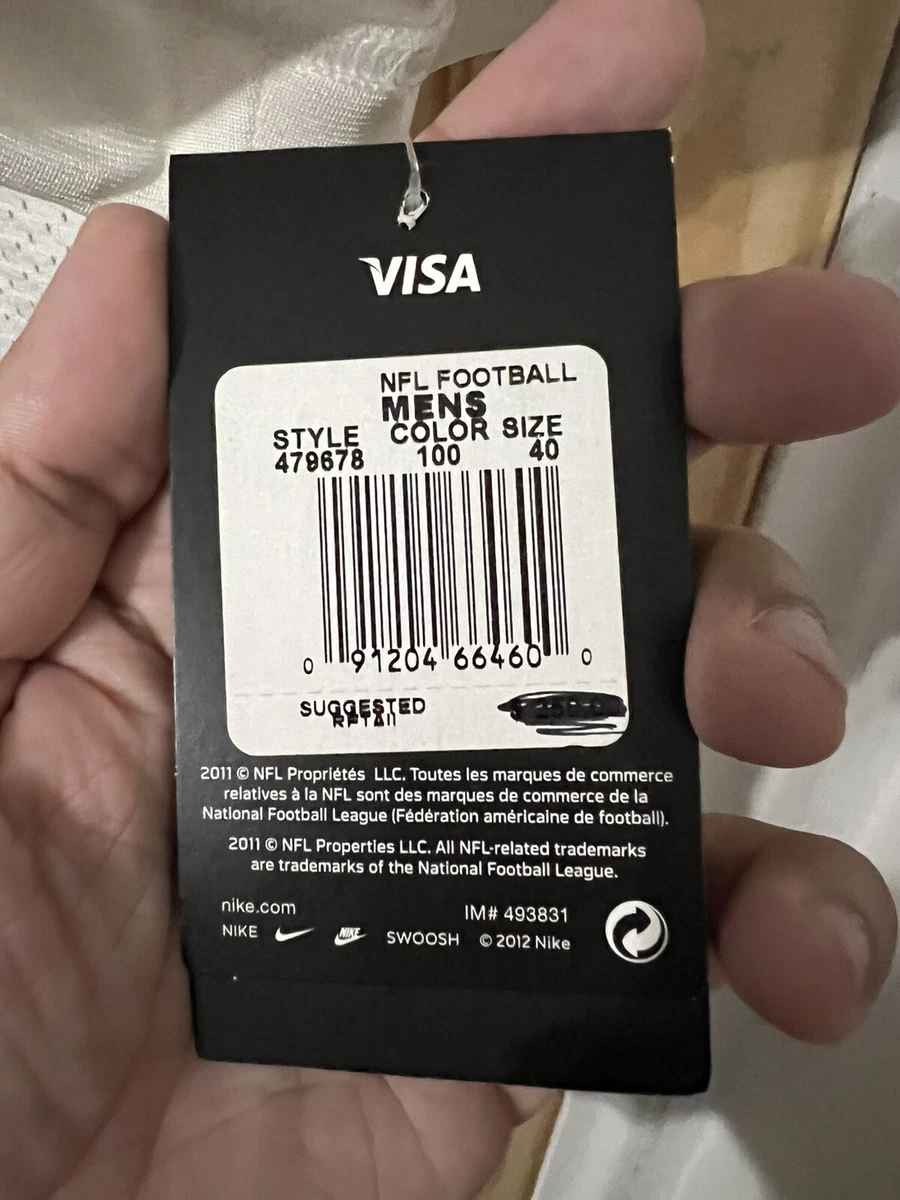 VISA
NFL FOOTBALL
MENS
STYLE COLOR SIZE
479678 100 40
0 91204 66460 0
SUGGESTED
RETAIL
2011 © NFL Propriétés LLC. Toutes les marques de commerce
relatives à la NFL sont des marques de commerce de la
National Football League (Fédération américaine de football).
2011 © NFL Properties LLC. All NFL-related trademarks
are trademarks of the National Football League.
nike.com IM# 493831
NIKE NIKE SWOOSH © 2012 Nike